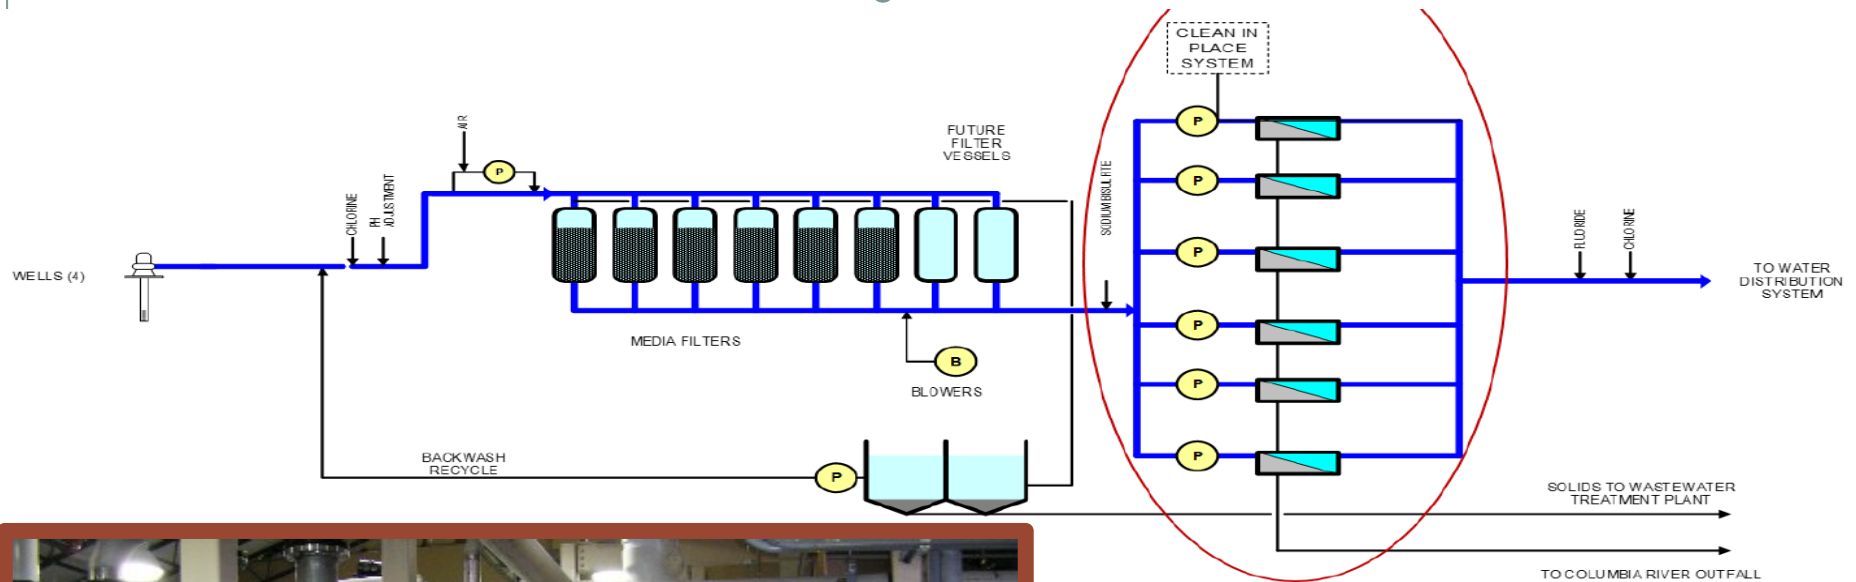 CLEAN IN
PLACE
SYSTEM
P
AIR
P
FUTURE
FILTER
VESSELS
CHLORINE
PH
ADJUSTMENT
SODIUM BISULFITE
P
P
FLUORIDE
CHLORINE
WELLS (4)
TO WATER
DISTRIBUTION
SYSTEM
MEDIA FILTERS
P
B
BLOWERS
P
BACKWASH
RECYCLE
P
P
SOLIDS TO WASTEWATER
TREATMENT PLANT
TO COLUMBIA RIVER OUTFALL